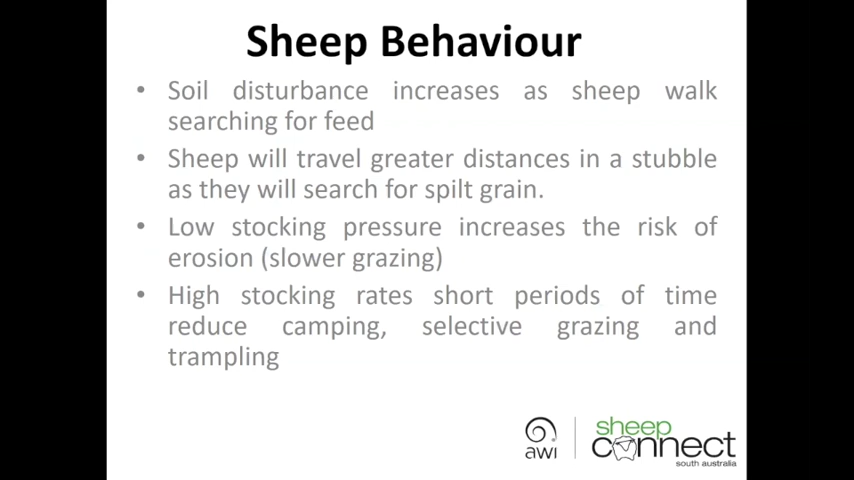 Sheep Behaviour
• Soil disturbance increases as sheep walk
searching for feed
• Sheep will travel greater distances in a stubble
as they will search for spilt grain.
• Low stocking pressure increases the risk of
erosion (slower grazing)
• High stocking rates short periods of time
reduce camping, selective grazing and
trampling
awi
sheep
connect
south australia